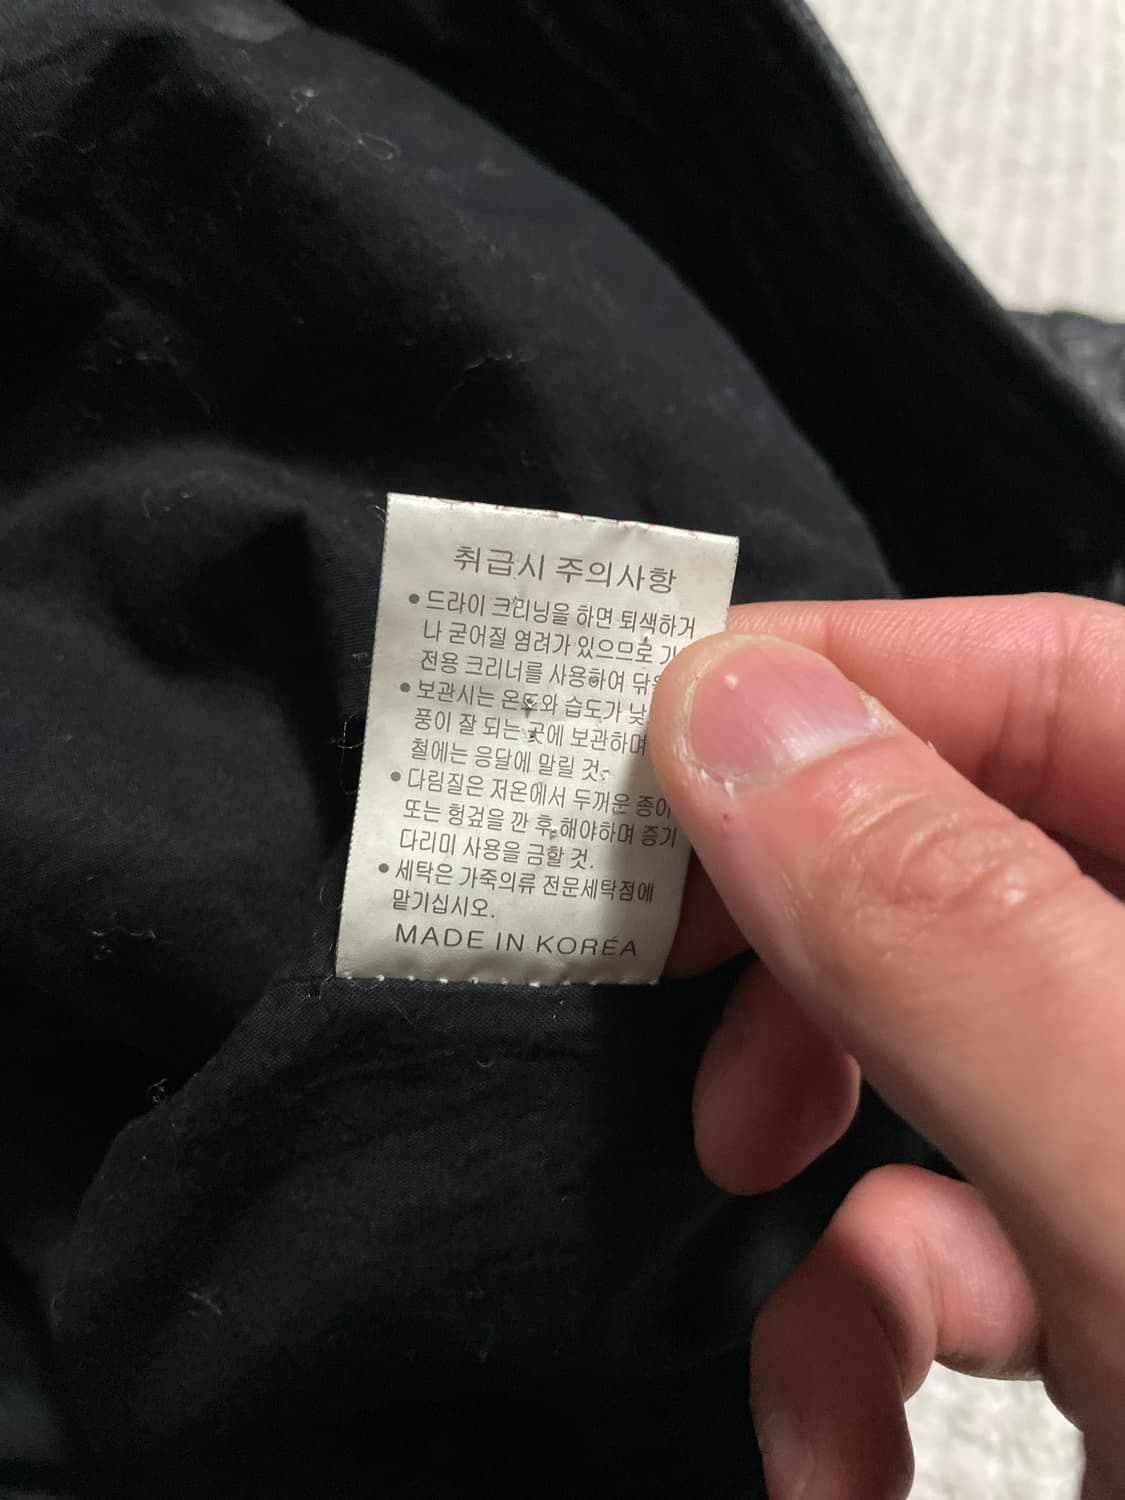 취급시 주의사항
● 드라이 크리닝을 하면 퇴색하거
나 굳어질 염려가 있으므로
전용 크리너를 사용하여
● 보관시는 온도와 습도가
풍이 잘 되는 곳에 보관하며
철에는 응달에 말릴 것.
● 다림질은 저온에서 두꺼운 종이
또는 헝겊을 깐 후 해야하며 증기
다리미 사용을 금할 것.
● 세탁은 가죽의류 전문세탁점에
맡기십시오.
MADE IN KOREA